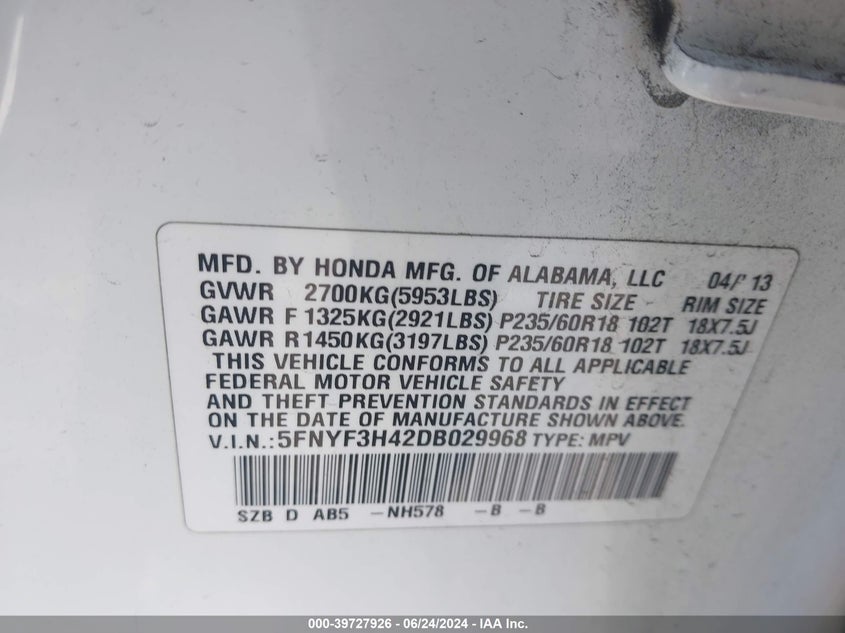 MFD. BY HONDA MFG. OF ALABAMA, LLC 04/'13
GVWR 2700KG(5953LBS) TIRE SIZE RIM SIZE
GAWR F 1325KG(2921LBS) P235/60R18 102T 18X7.5J
GAWR R 1450KG(3197LBS) P235/60R18 102T 18X7.5J
THIS VEHICLE CONFORMS TO ALL APPLICABLE
FEDERAL MOTOR VEHICLE SAFETY
AND THEFT PREVENTION STANDARDS IN EFFECT
ON THE DATE OF MANUFACTURE SHOWN ABOVE.
V.I.N.:5FNYF3H42DB029968 TYPE: MPV
SZB D AB5 -NH578 -B -B
000-39727926 - 06/24/2024 - IAA Inc.